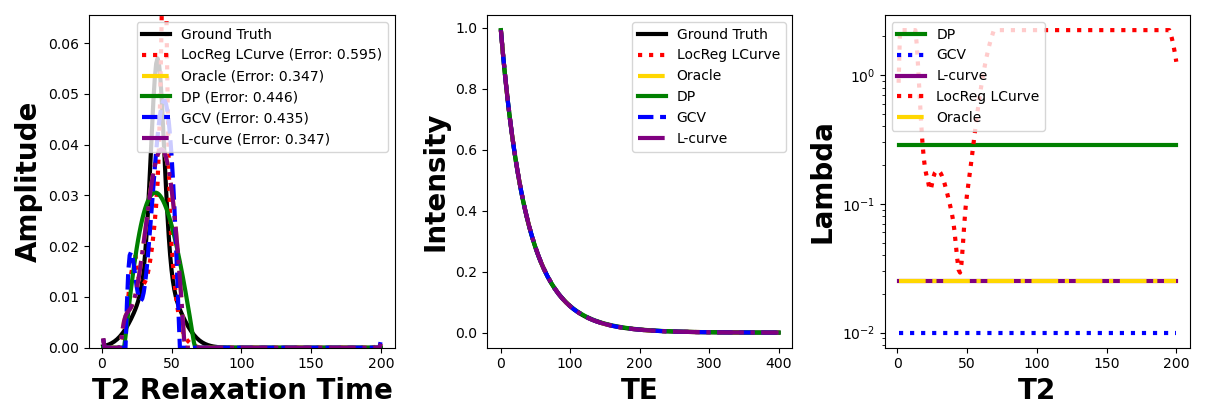 Amplitude
0.06
0.05
0.04
0.03
0.02
0.01
0.00
0
50
100
150
200
T2 Relaxation Time
Ground Truth
LocReg LCurve (Error: 0.595)
Oracle (Error: 0.347)
DP (Error: 0.446)
GCV (Error: 0.435)
L-curve (Error: 0.347)
Intensity
1.0
0.8
0.6
0.4
0.2
0.0
0
100
200
300
400
TE
Ground Truth
LocReg LCurve
Oracle
DP
GCV
L-curve
Lambda
10⁰
10⁻¹
10⁻²
0
50
100
150
200
T2
DP
GCV
L-curve
LocReg LCurve
Oracle